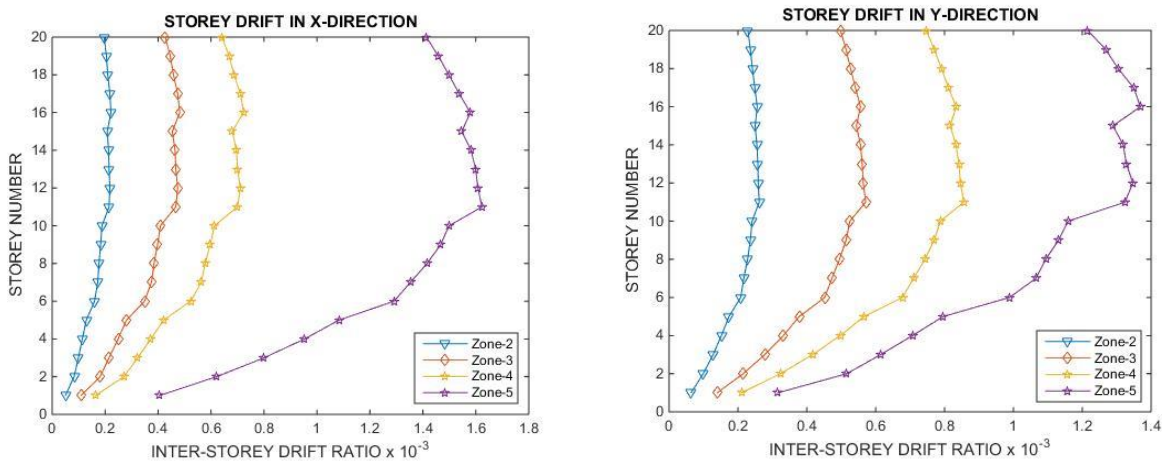 STOREY DRIFT IN X-DIRECTION
20
18
16
14
12
10
8
6
4
2
0
STOREY NUMBER
Zone-2
Zone-3
Zone-4
Zone-5
0 0.2 0.4 0.6 0.8 1 1.2 1.4 1.6 1.8
INTER-STOREY DRIFT RATIO x 10-3
STOREY DRIFT IN Y-DIRECTION
20
18
16
14
12
10
8
6
4
2
0
STOREY NUMBER
Zone-2
Zone-3
Zone-4
Zone-5
0 0.2 0.4 0.6 0.8 1 1.2 1.4
INTER-STOREY DRIFT RATIO x 10-3